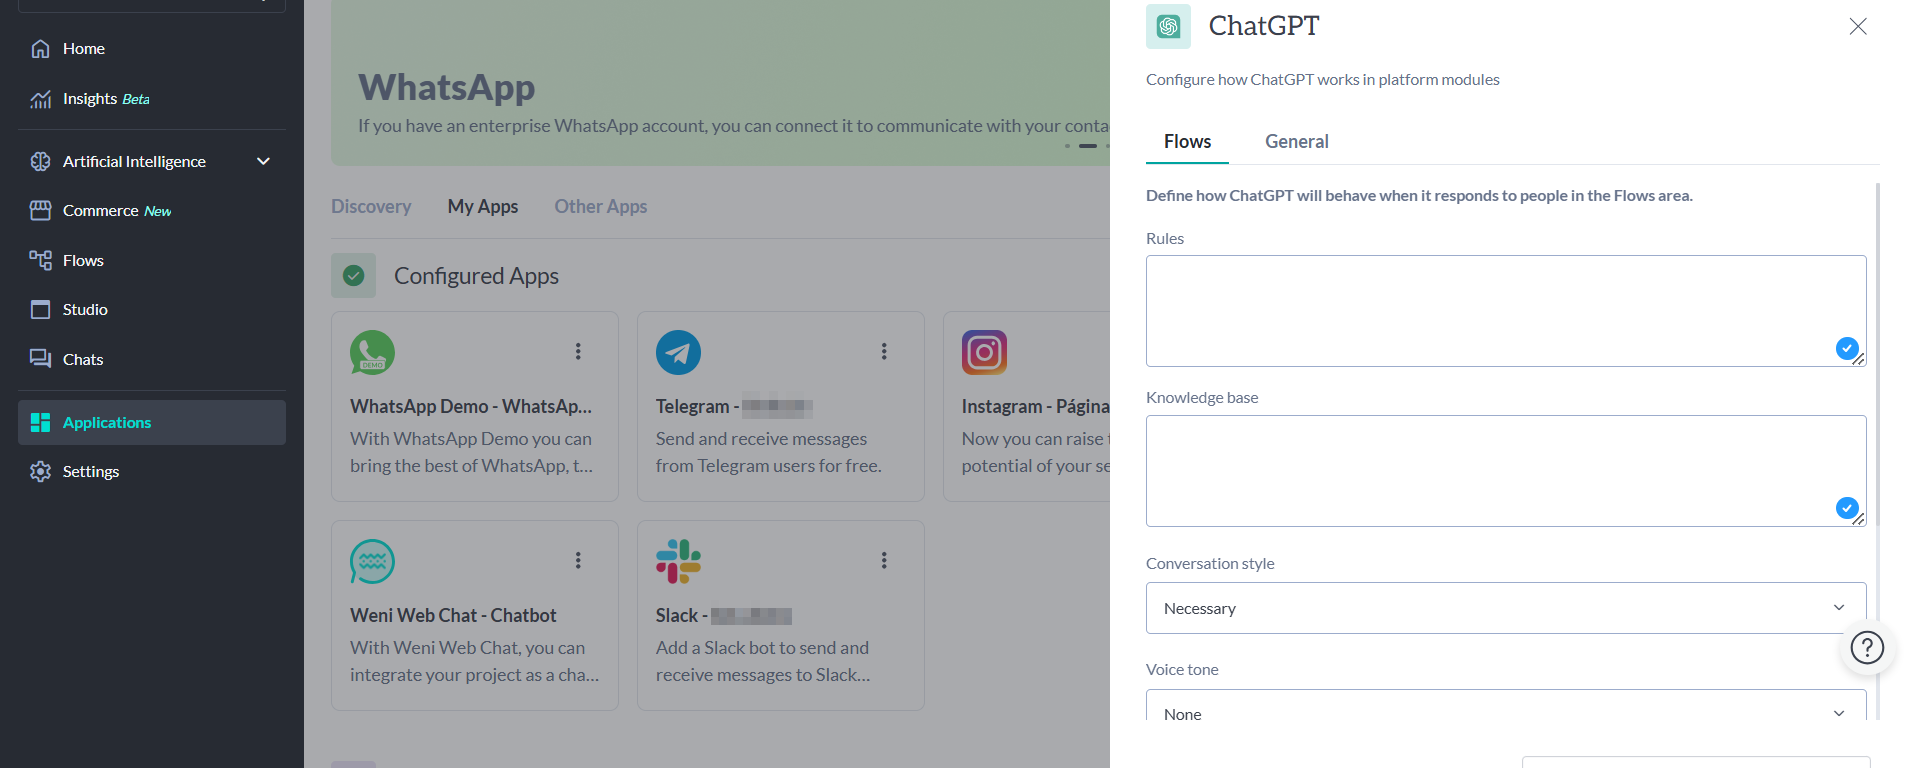 Home
Insights Beta
Artificial Intelligence
Commerce New
Flows
Studio
Chats
Applications
Settings
WhatsApp
If you have an enterprise WhatsApp account, you can connect it to communicate with your conta
Discovery
My Apps
Other Apps
Configured Apps
DEMO
WhatsApp Demo - WhatsAp...
With WhatsApp Demo you can
bring the best of WhatsApp, t...
Telegram -
Send and receive messages
from Telegram users for free.
Instagram - Página
Now you can raise
potential of your se
Weni Web Chat - Chatbot
With Weni Web Chat, you can
integrate your project as a cha...
Slack -
Add a Slack bot to send and
receive messages to Slack...
ChatGPT
Configure how ChatGPT works in platform modules
Flows
General
Define how ChatGPT will behave when it responds to people in the Flows area.
Rules
Knowledge base
Conversation style
Necessary
?
Voice tone
None